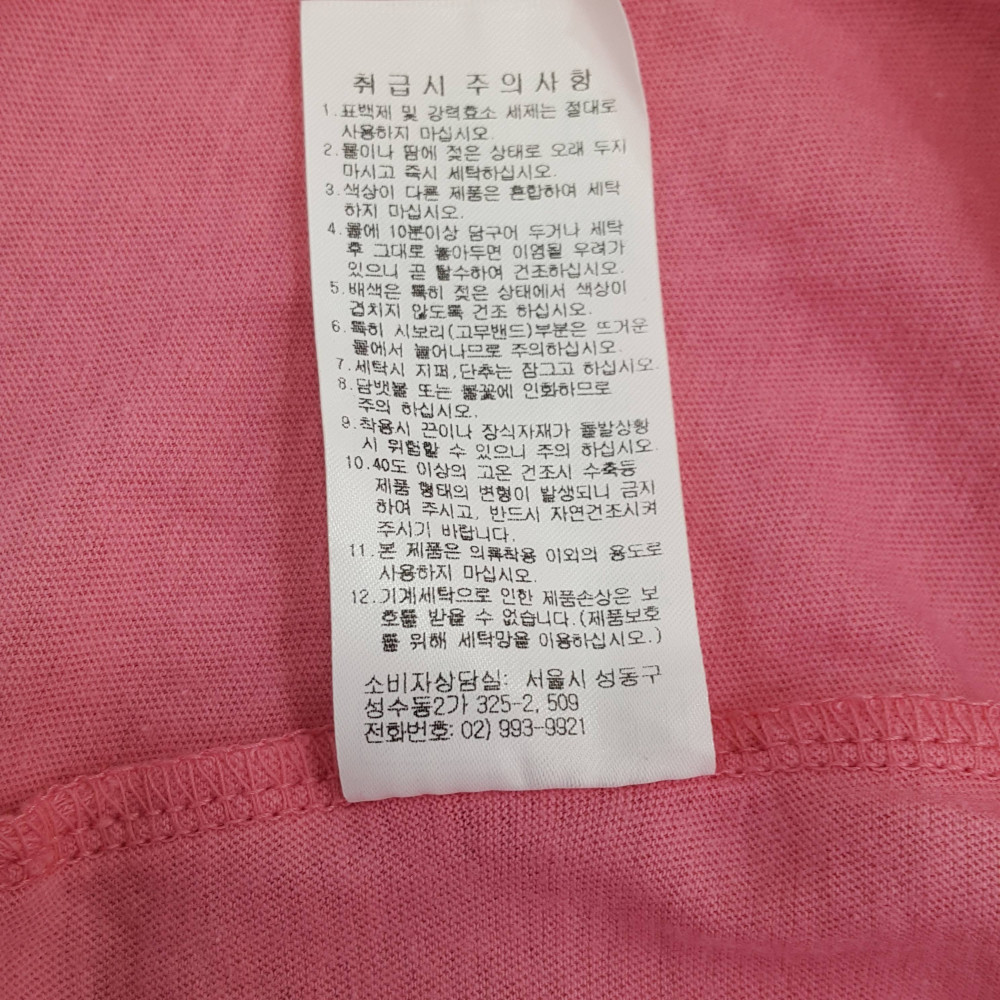 취급시 주의사항
1.표백제 및 강력효소 세제는 절대로
사용하지 마십시오.
2.물이나 땀에 젖은 상태로 오래 두지
마시고 즉시 세탁하십시오.
3.색상이 다른 제품은 혼합하여 세탁
하지 마십시오.
4.물에 10분이상 담구어 두거나 세탁
후 그대로 놓아두면 이염될 우려가
있으니 곧 탈수하여 건조하십시오.
5.배색은 특히 젖은 상태에서 색상이
겹치지 않도록 건조 하십시오.
6.특히 시보리(고무밴드)부분은 뜨거운
물에서 늘어나므로 주의하십시오.
7.세탁시 지퍼,단추는 잠그고 하십시오.
8.담뱃불 또는 불꽃에 인화하므로
주의 하십시오.
9.착용시 끈이나 장식자재가 돌발상황
시 위험할 수 있으니 주의 하십시오.
10.40도 이상의 고온 건조시 수축등
제품 형태의 변형이 발생되니 금지
하여 주시고, 반드시 자연건조시켜
주시기 바랍니다.
11.본 제품은 의류착용 이외의 용도로
사용하지 마십시오.
12.기계세탁으로 인한 제품손상은 보
호를 받을 수 없습니다.(제품보호
를 위해 세탁망을 이용하십시오.)
소비자상담실: 서울시 성동구
성수동2가 325-2, 509
전화번호: 02) 993-9921